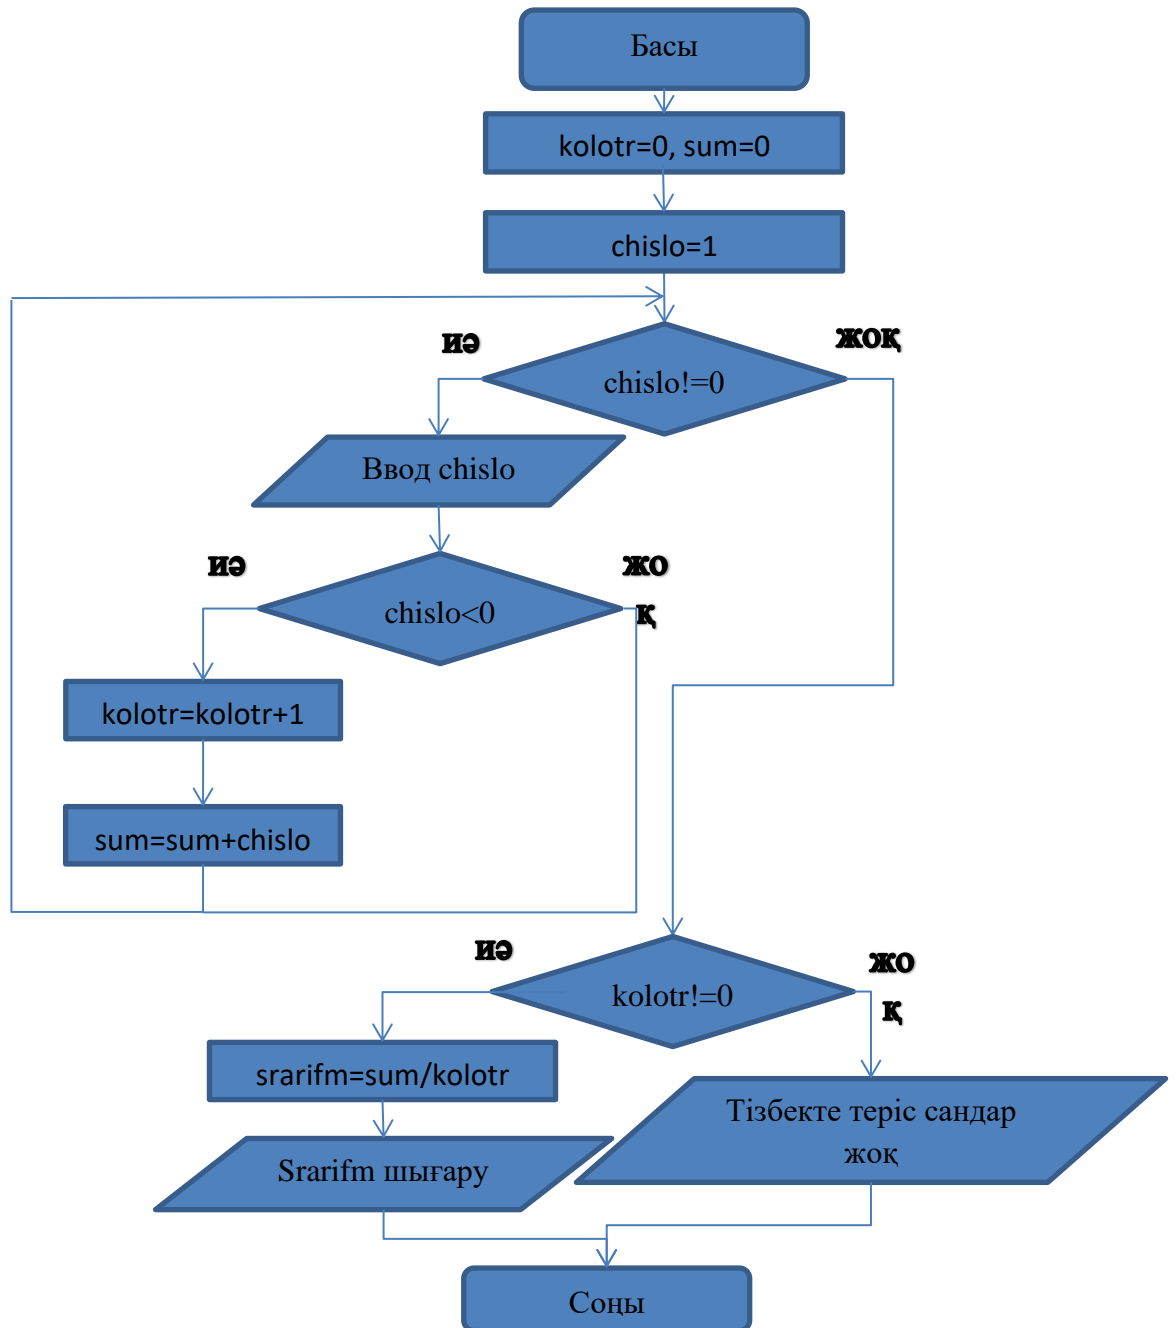 Басы
kolotr=0, sum=0
chislo=1
иә
жоқ
chislo!=0
Ввод chislo
иә
жо
қ
chislo<0
kolotr=kolotr+1
sum=sum+chislo
иә
жо
қ
kolotr!=0
srarifm=sum/kolotr
Тізбекте теріс сандар
жоқ
Srarifm шығару
Соңы